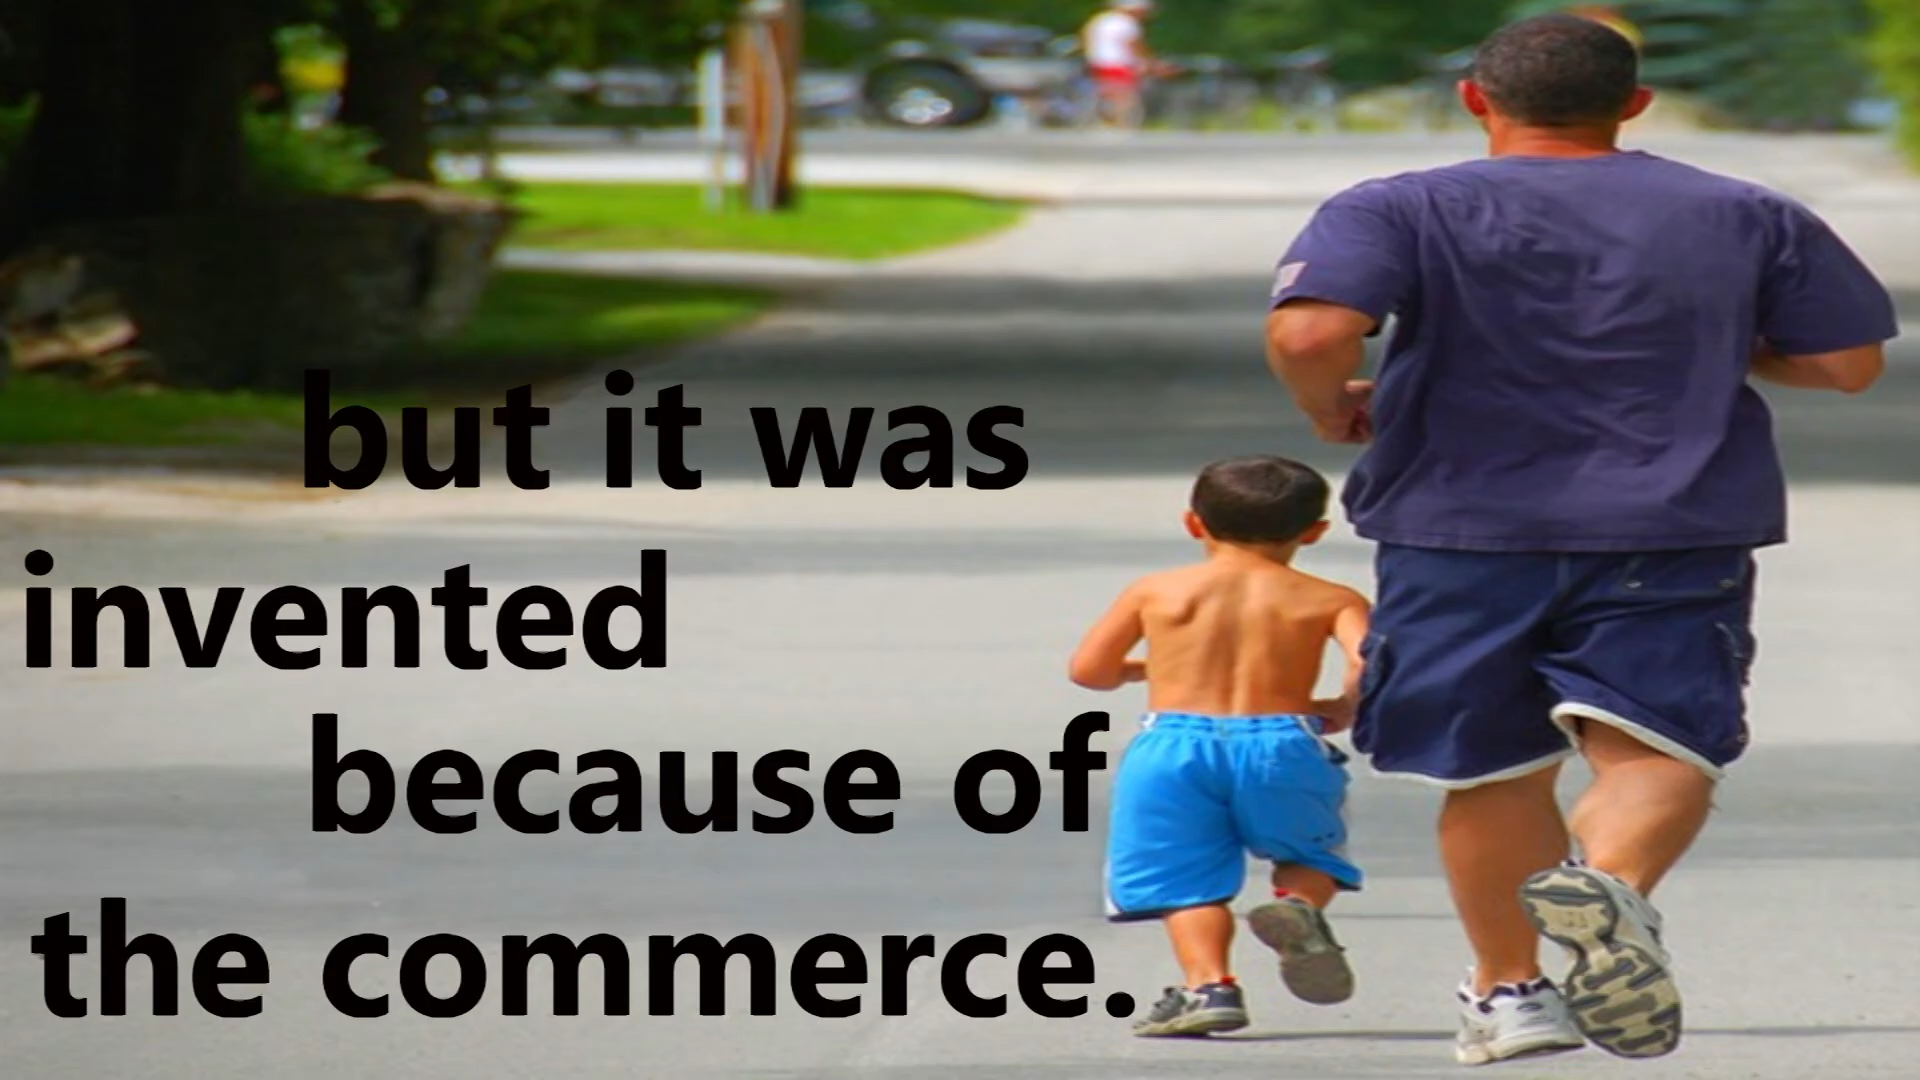 but it was
invented
because of
the commerce.